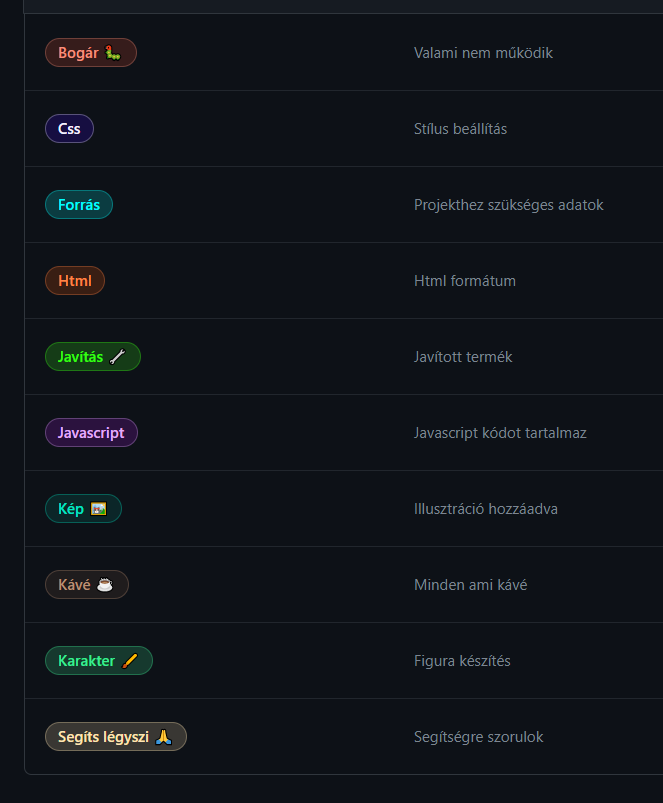 Bogár 🐛 Valami nem működik
Css Stílus beállítás
Forrás Projekthez szükséges adatok
Html Html formátum
Javítás 🔧 Javított termék
Javascript Javascript kódot tartalmaz
Kép 🖼️ Illusztráció hozzáadva
Kávé ☕ Minden ami kávé
Karakter 🖌️ Figura készítés
Segíts légyszi 🙏 Segítségre szorulok